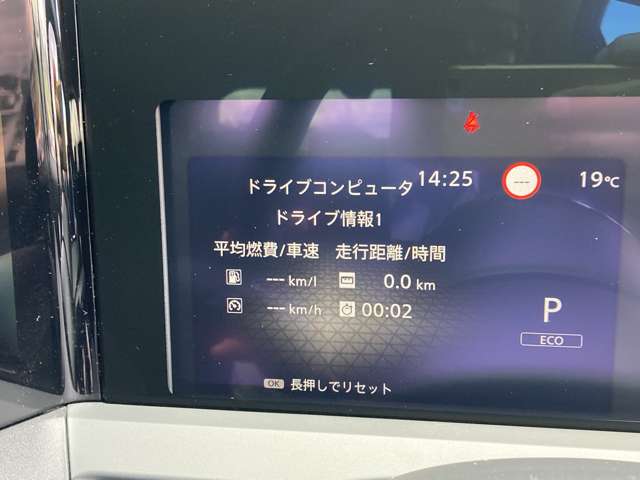 ドライブコンピュータ 14:25 --- 19℃
ドライブ情報1
平均燃費/車速 走行距離/時間
--- km/l 0.0 km
--- km/h 00:02
P
ECO
OK 長押しでリセット